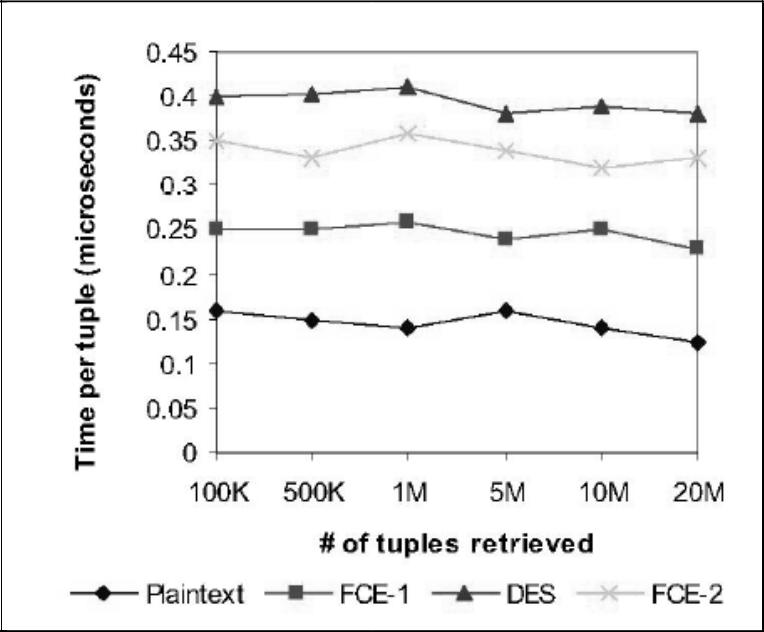 Time per tuple (microseconds)
0.45
0.4
0.35
0.3
0.25
0.2
0.15
0.1
0.05
0
100K 500K 1M 5M 10M 20M
# of tuples retrieved
Plaintext FCE-1 DES FCE-2